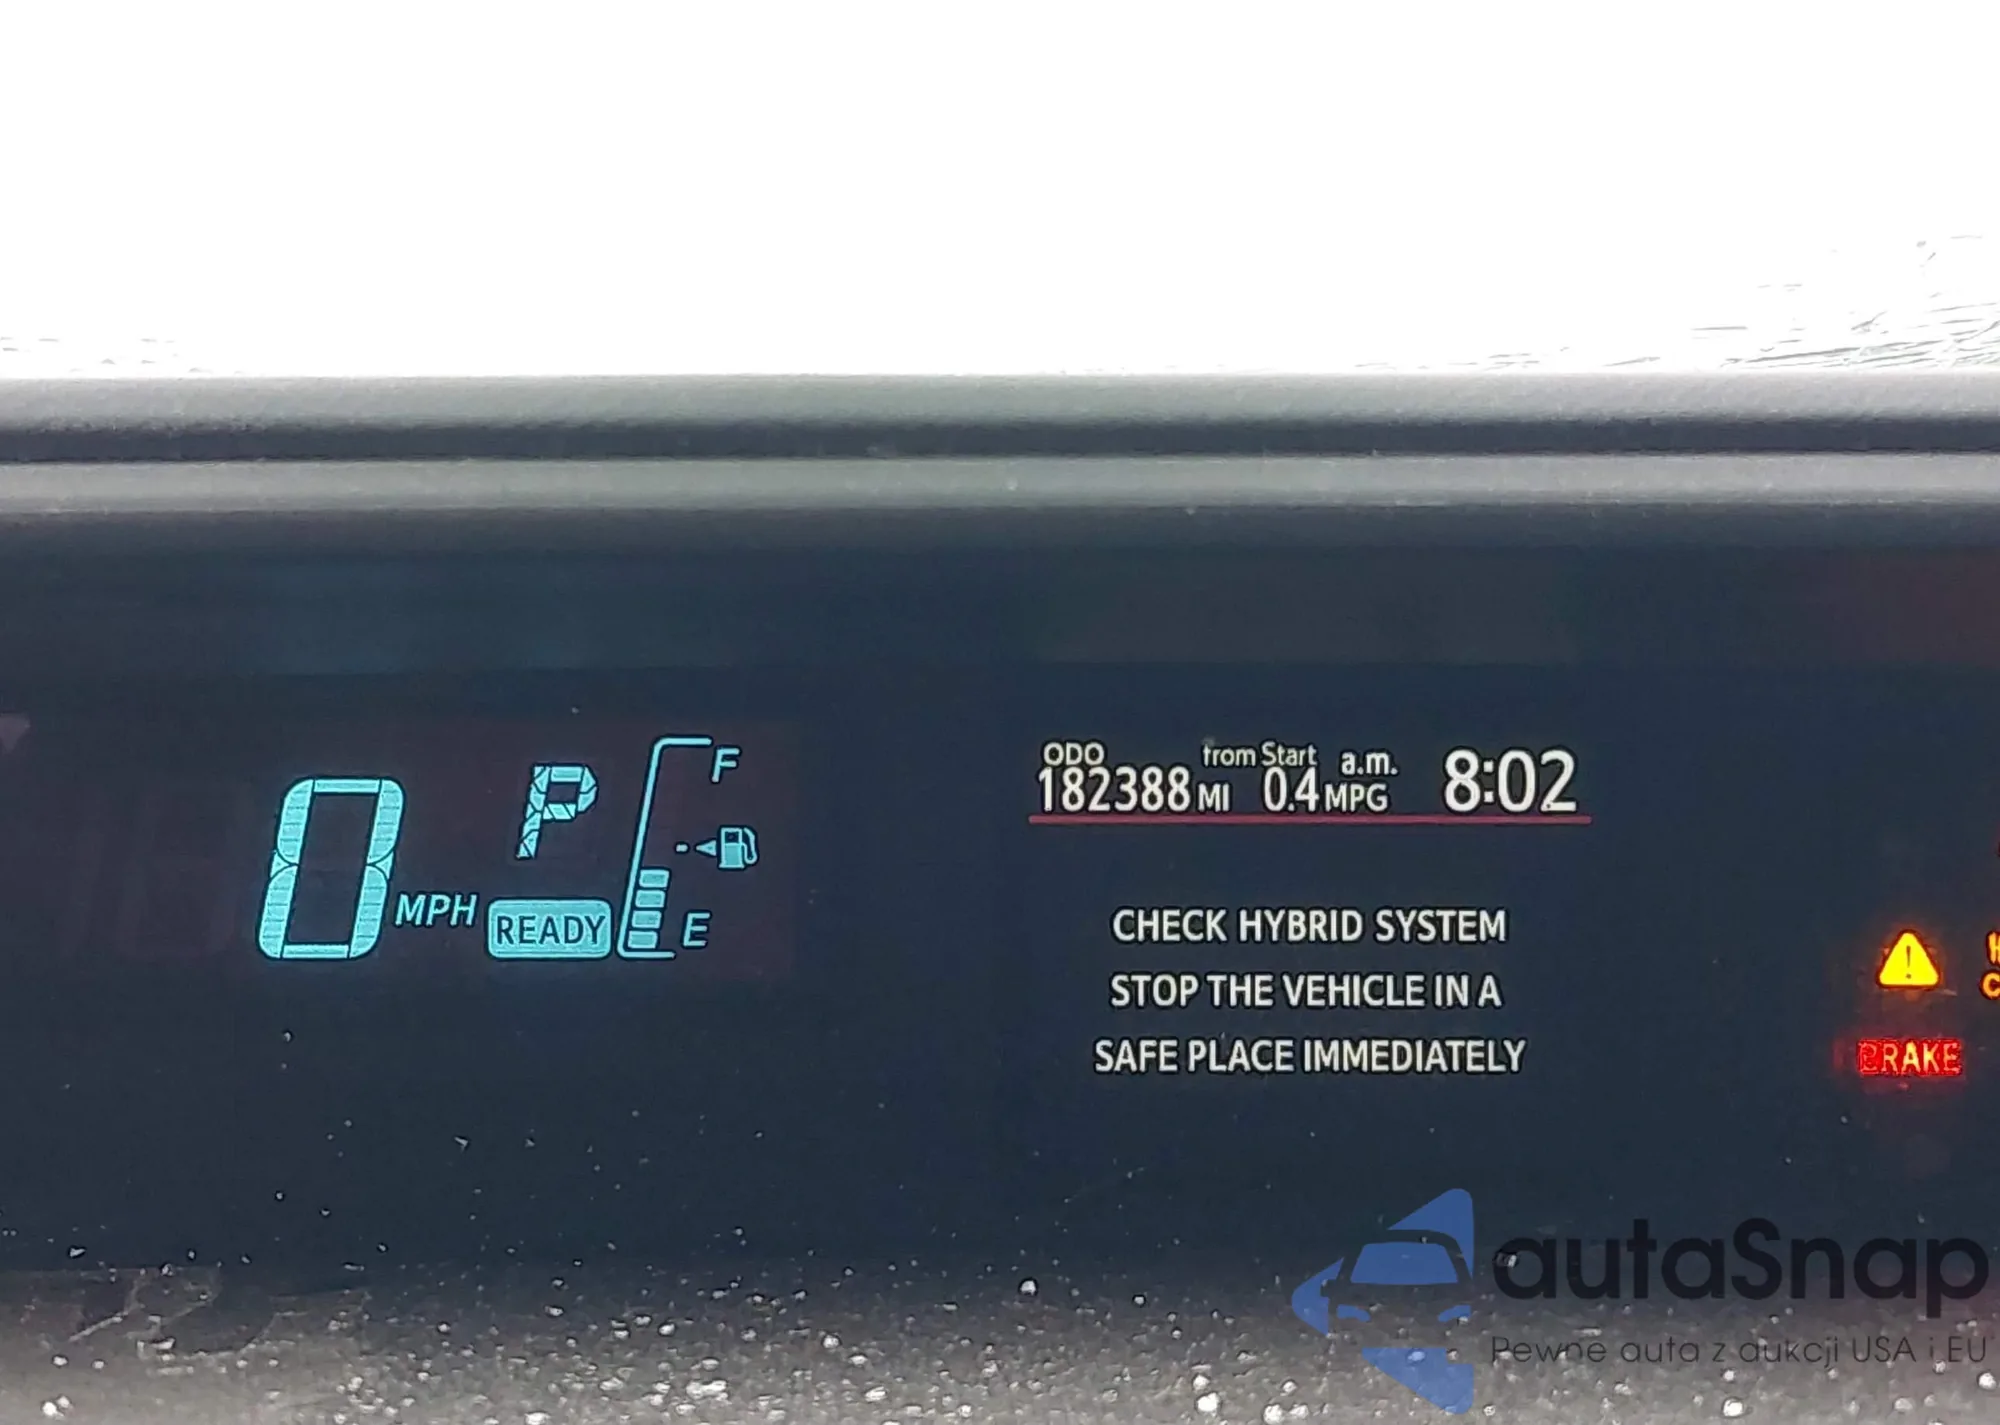 0 MPH
P
READY
F
E
ODO
182388 MI
from Start
0.4 MPG
a.m. 8:02
CHECK HYBRID SYSTEM
STOP THE VEHICLE IN A
SAFE PLACE IMMEDIATELY
!
BRAKE
autaSnap
Pewne auta z aukcji USA i EU